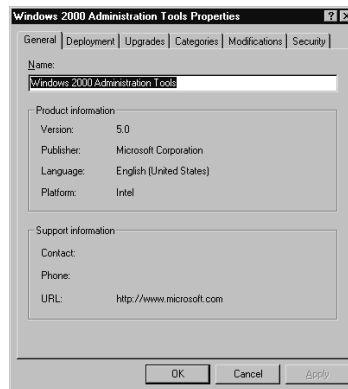 Windows 2000 Administration Tools Properties
General Deployment Upgrades Categories Modifications Security
Name:
Windows 2000 Administration Tools
Product information
Version: 5.0
Publisher: Microsoft Corporation
Language: English (United States)
Platform: Intel
Support information
Contact:
Phone:
URL: http://www.microsoft.com
OK Cancel Apply